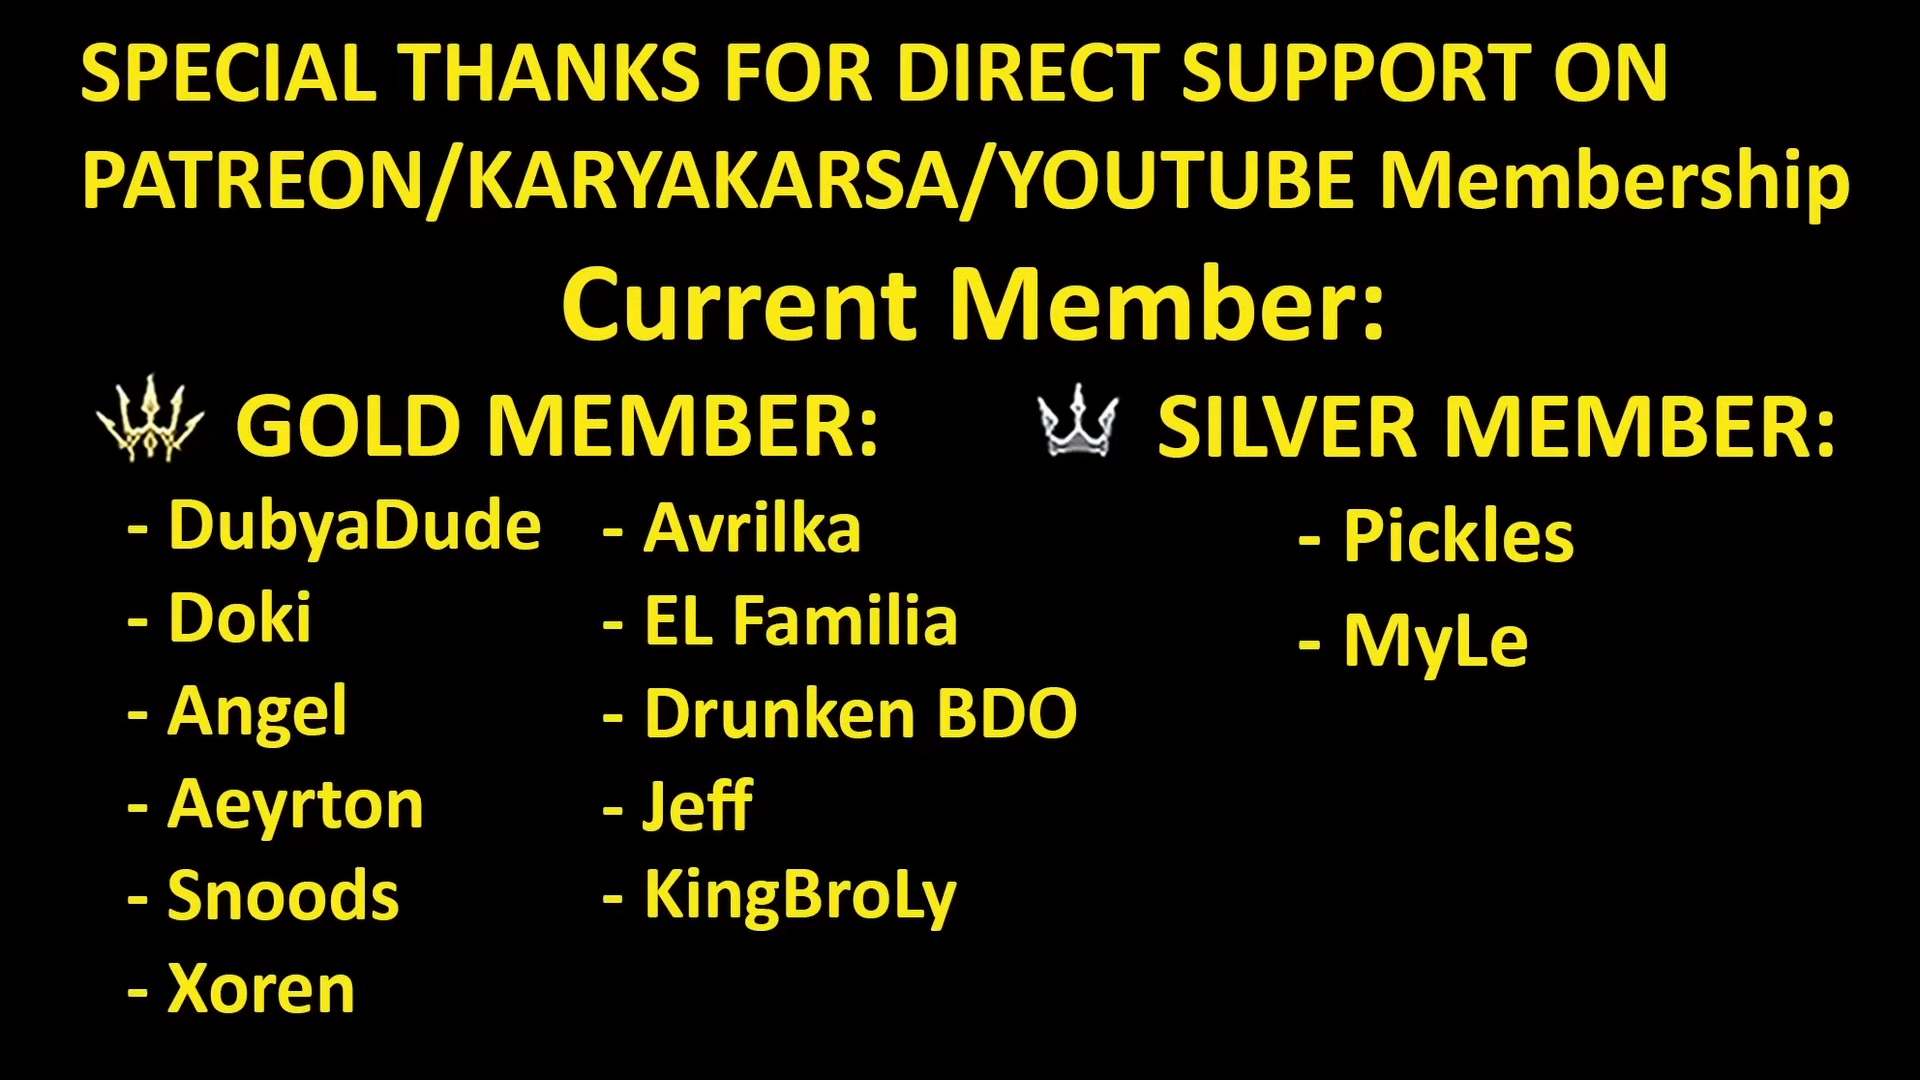 SPECIAL THANKS FOR DIRECT SUPPORT ON
PATREON/KARYAKARSA/YOUTUBE Membership
Current Member:
GOLD MEMBER:
- DubyaDude
- Doki
- Angel
- Aeyrton
- Snoods
- Xoren
- Avrilka
- EL Familia
- Drunken BDO
- Jeff
- KingBroLy
SILVER MEMBER:
- Pickles
- MyLe